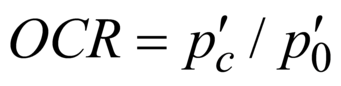 OCR = p′c / p′0